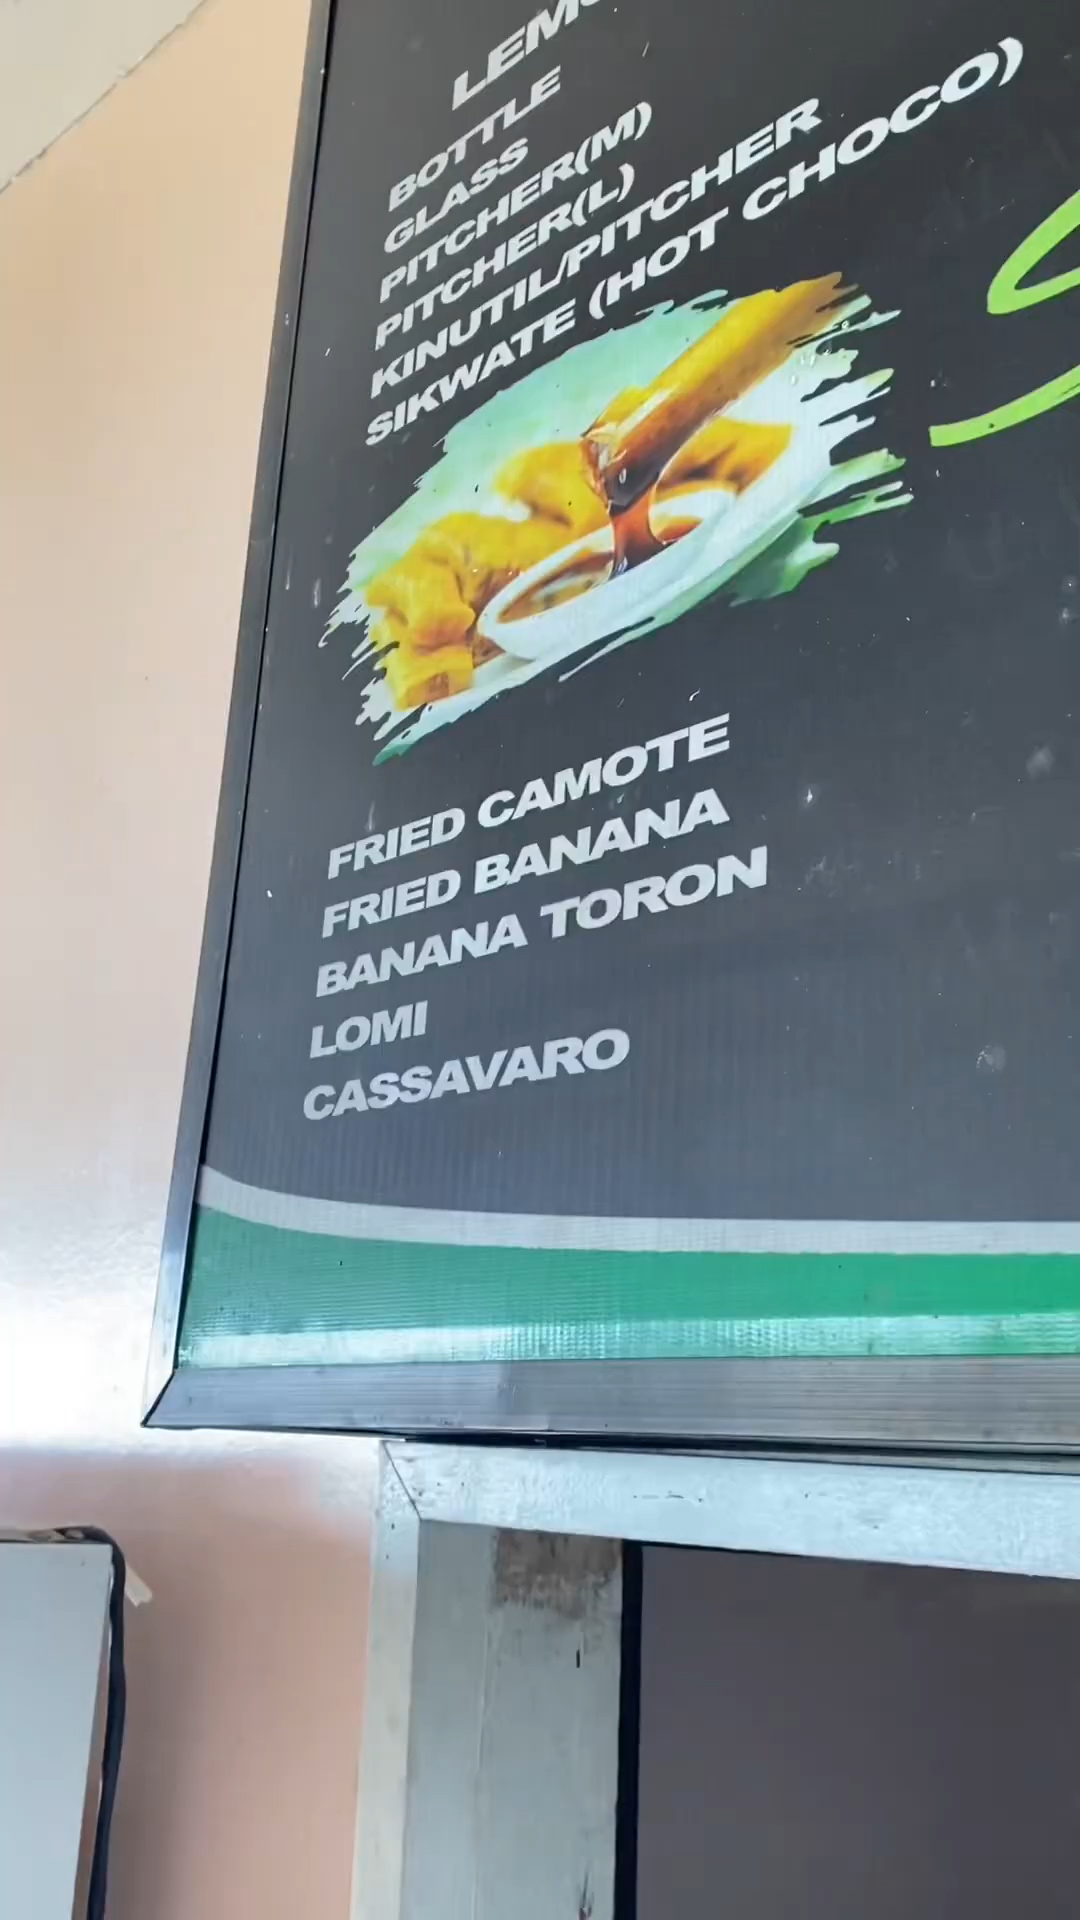 BOTTLE
GLASS
PITCHER(M)
PITCHER(L)
KINUTIL/PITCHER
SIKWATE (HOT CHOCO)
FRIED CAMOTE
FRIED BANANA
BANANA TORON
LOMI
CASSAVARO